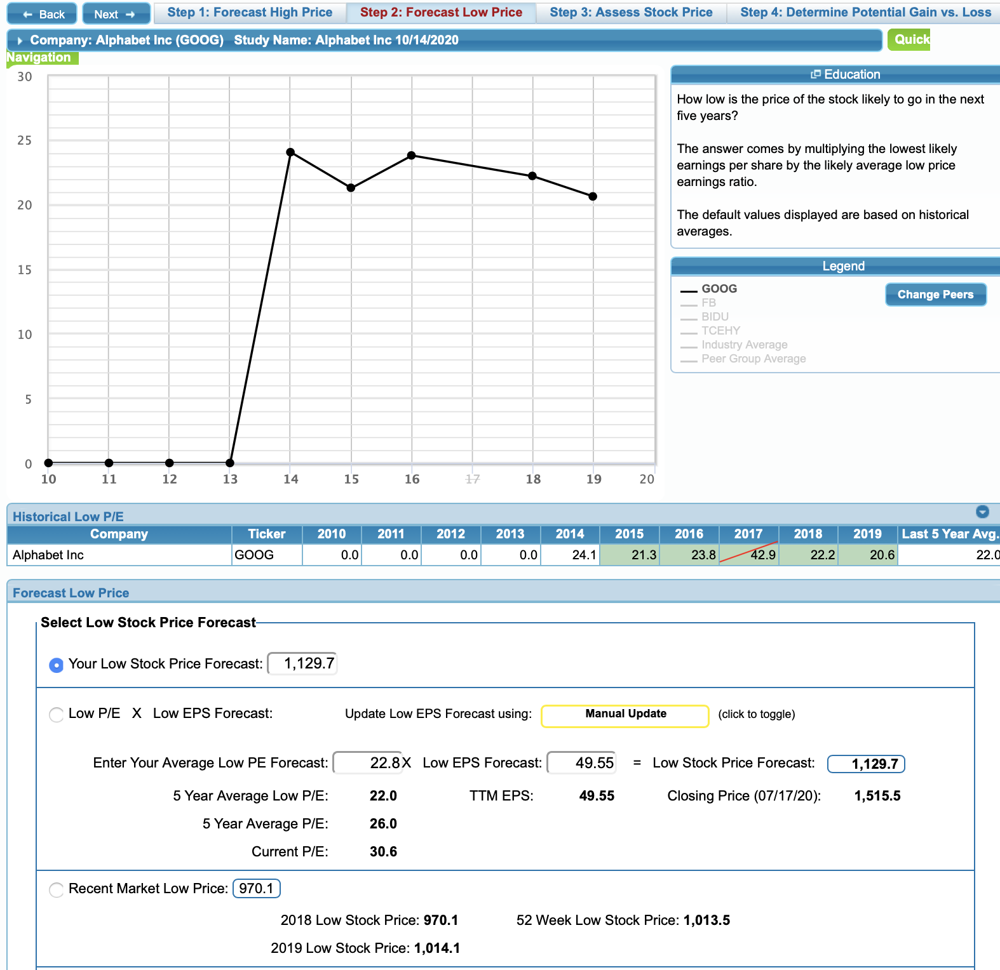 Back Next Step 1: Forecast High Price Step 2: Forecast Low Price Step 3: Assess Stock Price Step 4: Determine Potential Gain vs. Loss
Company: Alphabet Inc (GOOG) Study Name: Alphabet Inc 10/14/2020 Quick
Navigation
30
25
20
15
10
5
0
10 11 12 13 14 15 16 17 18 19 20
Education
How low is the price of the stock likely to go in the next
five years?
The answer comes by multiplying the lowest likely
earnings per share by the likely average low price
earnings ratio.
The default values displayed are based on historical
averages.
Legend
GOOG
FB
BIDU
TCEHY
Industry Average
Peer Group Average
Change Peers
Historical Low P/E
Company Ticker 2010 2011 2012 2013 2014 2015 2016 2017 2018 2019 Last 5 Year Avg.
Alphabet Inc GOOG 0.0 0.0 0.0 0.0 24.1 21.3 23.8 42.9 22.2 20.6 22.0
Forecast Low Price
Select Low Stock Price Forecast
Your Low Stock Price Forecast: 1,129.7
Low P/E X Low EPS Forecast: Update Low EPS Forecast using: Manual Update (click to toggle)
Enter Your Average Low PE Forecast: 22.8 X Low EPS Forecast: 49.55 = Low Stock Price Forecast: 1,129.7
5 Year Average Low P/E: 22.0 TTM EPS: 49.55 Closing Price (07/17/20): 1,515.5
5 Year Average P/E: 26.0
Current P/E: 30.6
Recent Market Low Price: 970.1
2018 Low Stock Price: 970.1 52 Week Low Stock Price: 1,013.5
2019 Low Stock Price: 1,014.1